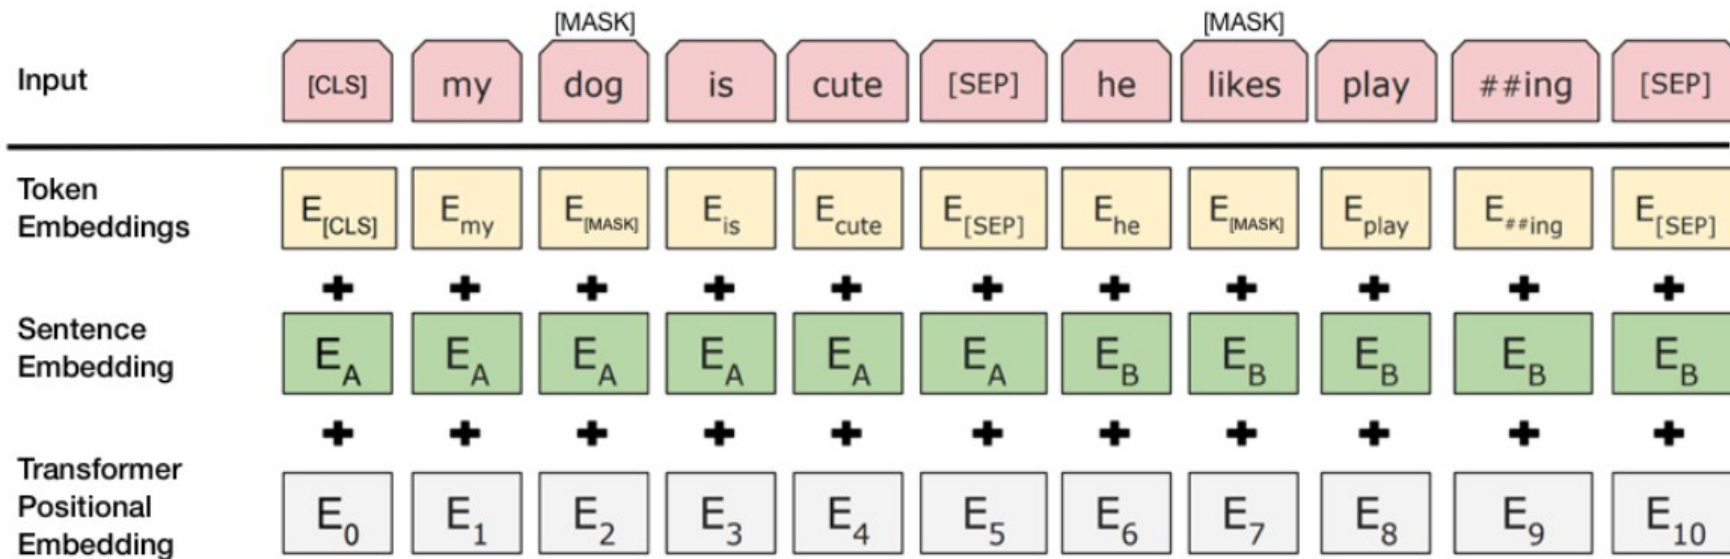 [MASK] [MASK]
Input [CLS] my dog is cute [SEP] he likes play ##ing [SEP]
Token
Embeddings
E[CLS] Emy E[MASK] Eis Ecute E[SEP] Ehe E[MASK] Eplay E##ing E[SEP]
+ + + + + + + + + + +
Sentence
Embedding
EA EA EA EA EA EA EB EB EB EB EB
+ + + + + + + + + + +
Transformer
Positional
Embedding
E0 E1 E2 E3 E4 E5 E6 E7 E8 E9 E10